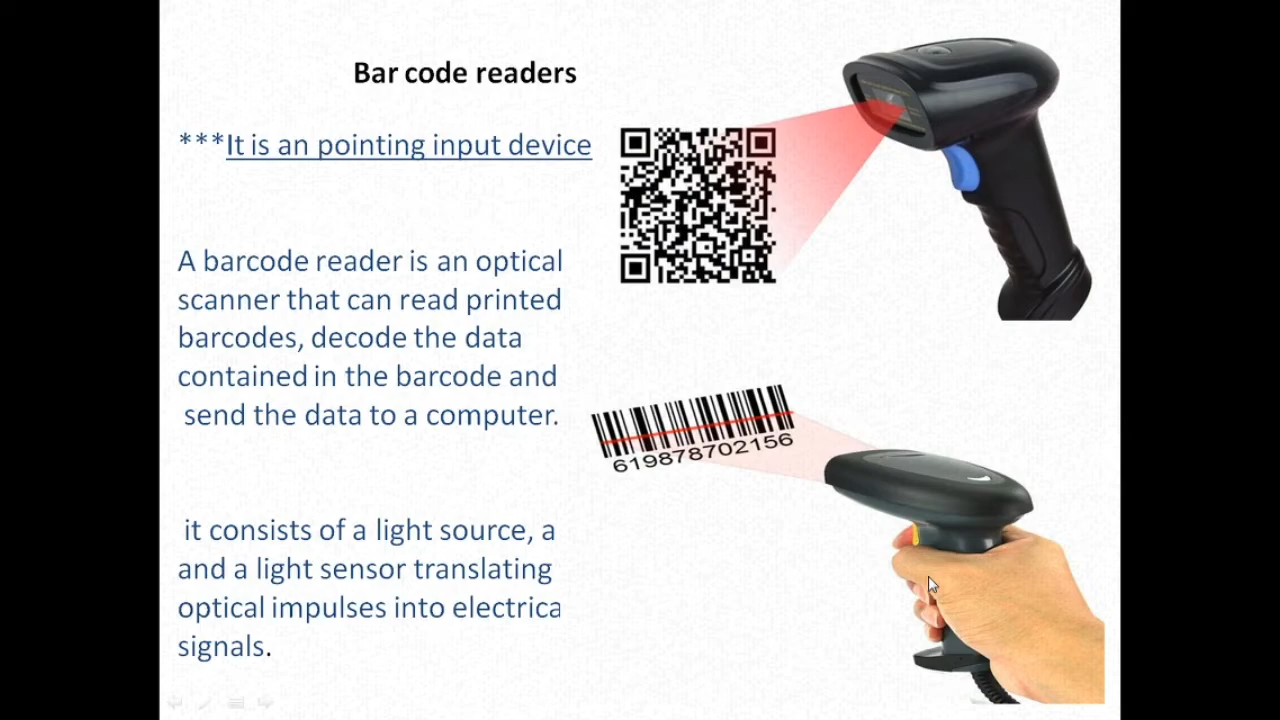 Bar code readers
***It is an pointing input device
A barcode reader is an optical
scanner that can read printed
barcodes, decode the data
contained in the barcode and
send the data to a computer.
619878702156
it consists of a light source, a
and a light sensor translating
optical impulses into electrica
signals.